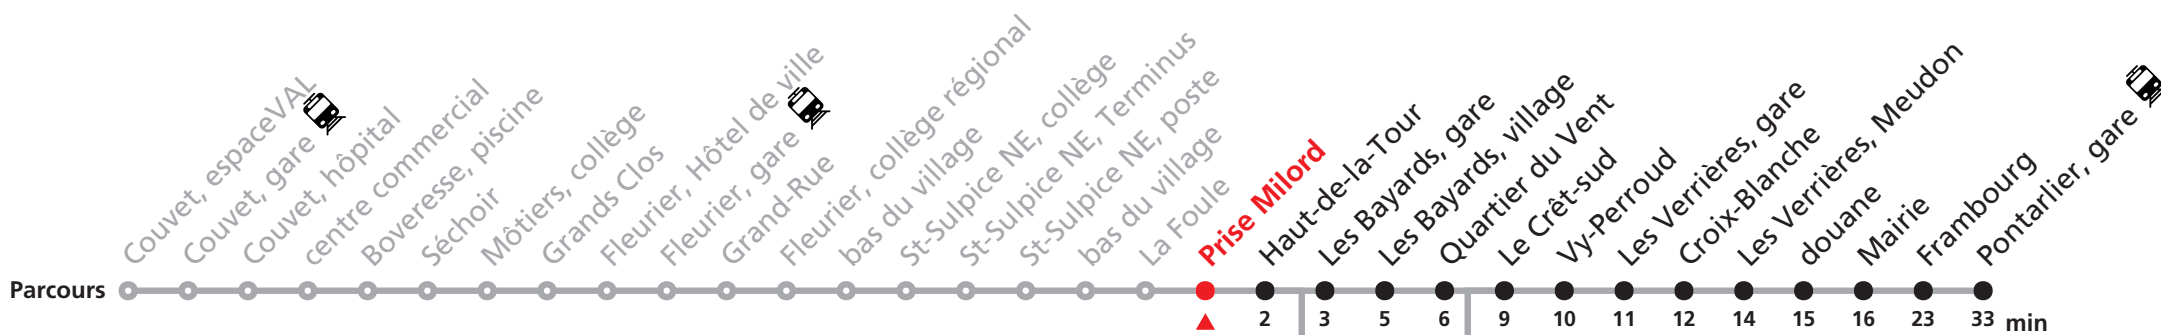 Couvet, espaceVAL
Couvet, gare
Couvet, hôpital
centre commercial
Boveresse, piscine
Séchoir
Môtiers, collège
Grands Clos
Fleurier, Hôtel de ville
Fleurier, gare
Grand-Rue
Fleurier, collège régional
bas du village
St-Sulpice NE, collège
St-Sulpice NE, Terminus
St-Sulpice NE, poste
bas du village
La Foule
Prise Milord
Haut-de-la-Tour
Les Bayards, gare
Les Bayards, village
Quartier du Vent
Le Crêt-sud
Vy-Perroud
Les Verrières, gare
Croix-Blanche
Les Verrières, Meudon
douane
Mairie
Frambourg
Pontarlier, gare
Parcours
2 3 5 6 9 10 11 12 14 15 16 23 33 min